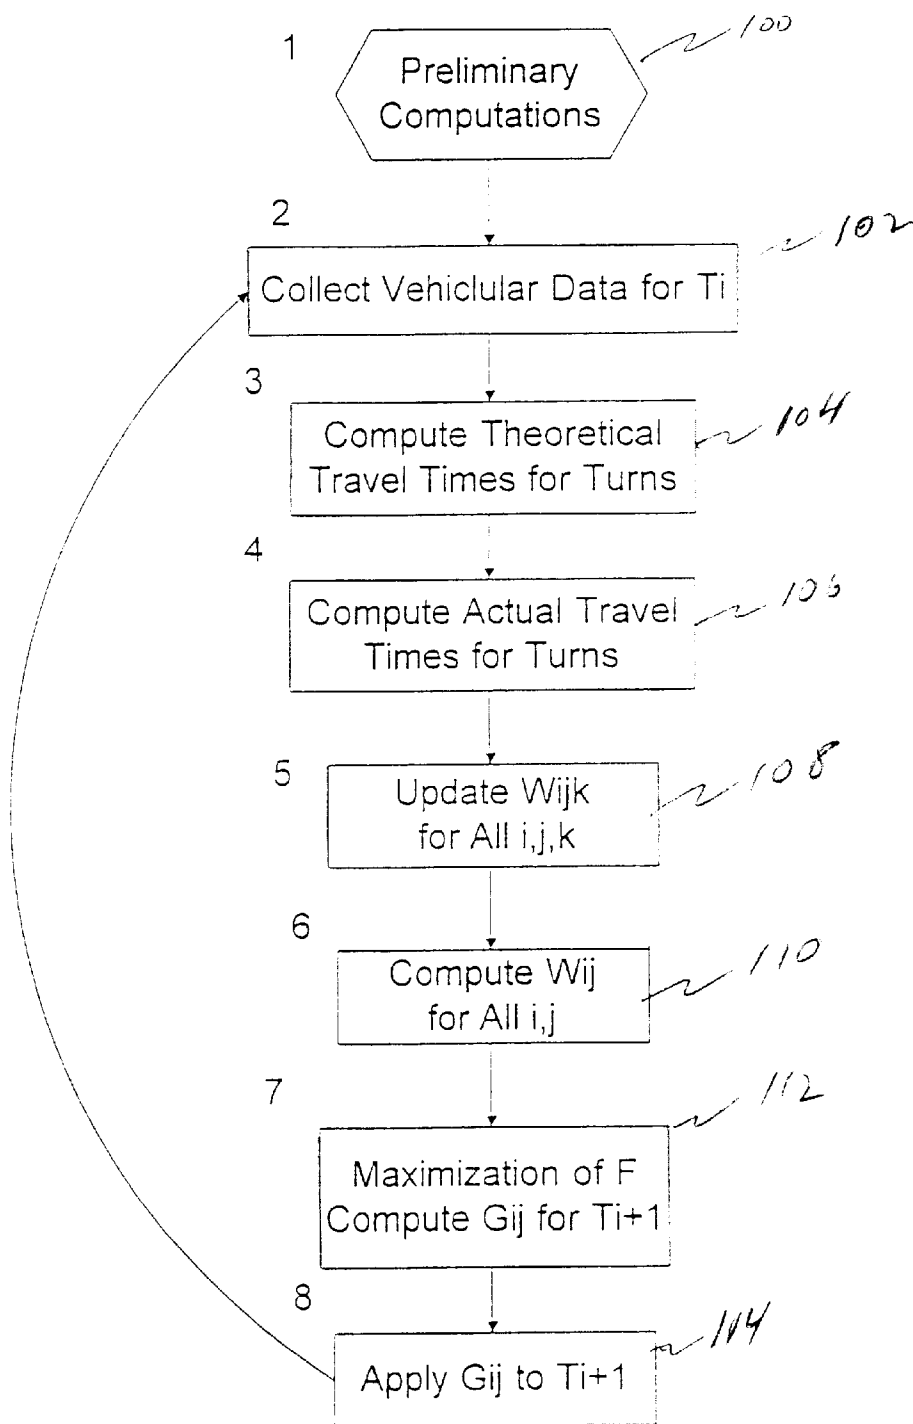 1
100
Preliminary
Computations
2
102
Collect Vehiclular Data for Ti
3
104
Compute Theoretical
Travel Times for Turns
4
106
Compute Actual Travel
Times for Turns
5
108
Update Wijk
for All i,j,k
6
110
Compute Wij
for All i,j
7
112
Maximization of F
Compute Gij for Ti+1
8
114
Apply Gij to Ti+1